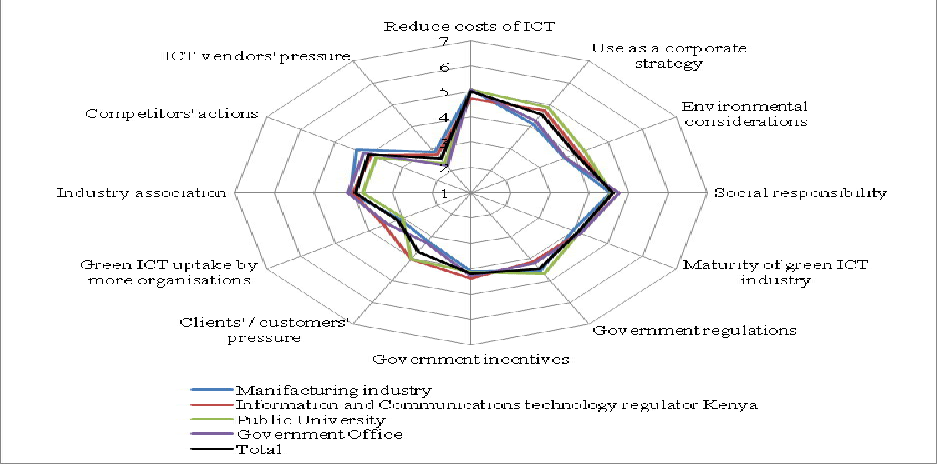 Reduce costs of ICT
7
ICT vendors' pressure
Use as a corporate
strategy
6
5
Competitors' actions
Environmental
considerations
4
3
2
Industry association
1
Social responsibility
Green ICT uptake by
more organisations
Maturity of green ICT
industry
Clients' / customers'
pressure
Government regulations
Government incentives
Manifacturing industry
Information and Communications technology regulator Kenya
Public University
Government Office
Total